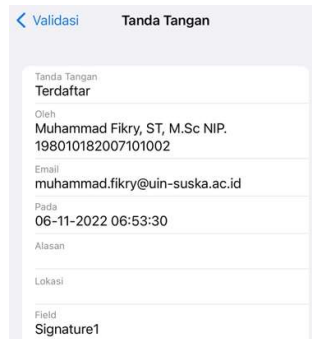 Validasi Tanda Tangan
Tanda Tangan
Terdaftar
Oleh
Muhammad Fikry, ST, M.Sc NIP.
198010182007101002
Email
muhammad.fikry@uin-suska.ac.id
Pada
06-11-2022 06:53:30
Alasan
Lokasi
Field
Signature1